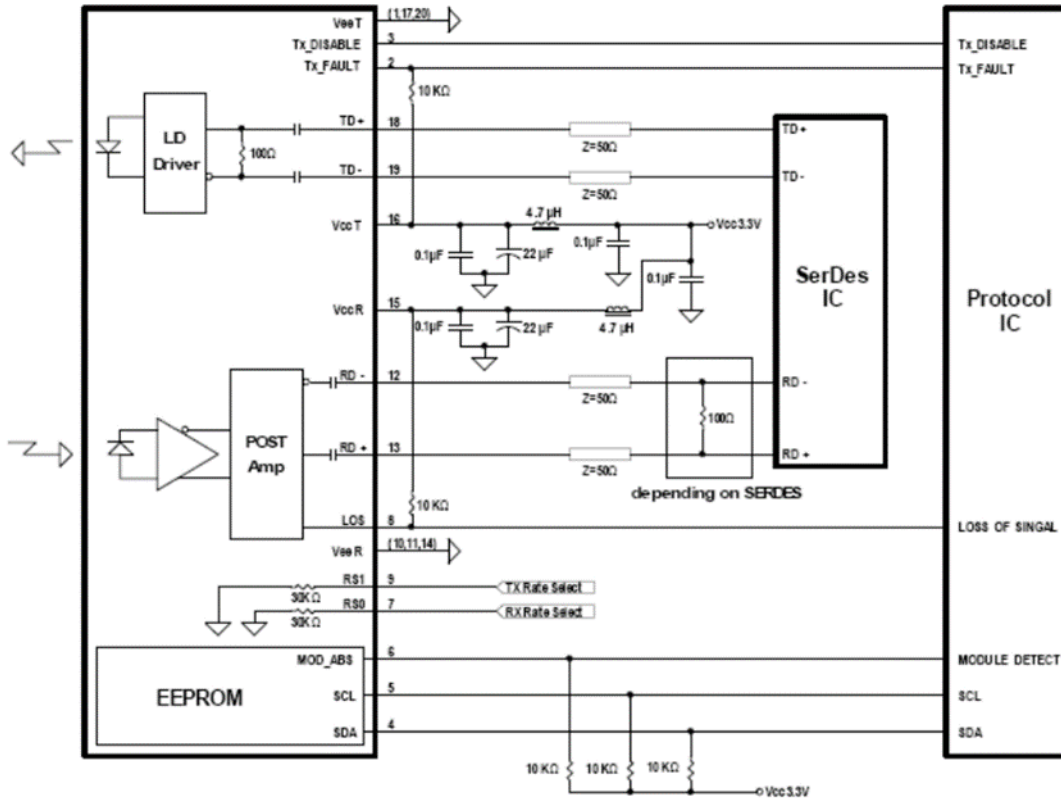 VeeT (1,17,20)
Tx_DISABLE 3 Tx_DISABLE
Tx_FAULT 2 Tx_FAULT
10 KΩ
LD
Driver
100Ω
TD+ 18 Z=50Ω TD+
TD- 19 Z=50Ω TD-
VccT 16 4.7 µH Vcc3.3V
0.1µF 22 µF 0.1µF 0.1µF
SerDes
IC
Protocol
IC
VccR 15
0.1µF 22 µF 4.7 µH
RD - 12 Z=50Ω RD -
100Ω
POST
Amp
RD + 13 Z=50Ω RD +
depending on SERDES
10 KΩ
LOS 8 LOSS OF SINGAL
VeeR (10,11,14)
RS1 9 TX Rate Select
30KΩ
RS0 7 RX Rate Select
30KΩ
MOD_ABS 6 MODULE DETECT
EEPROM
SCL 5 SCL
SDA 4 SDA
10 KΩ 10 KΩ 10 KΩ
Vcc3.3V